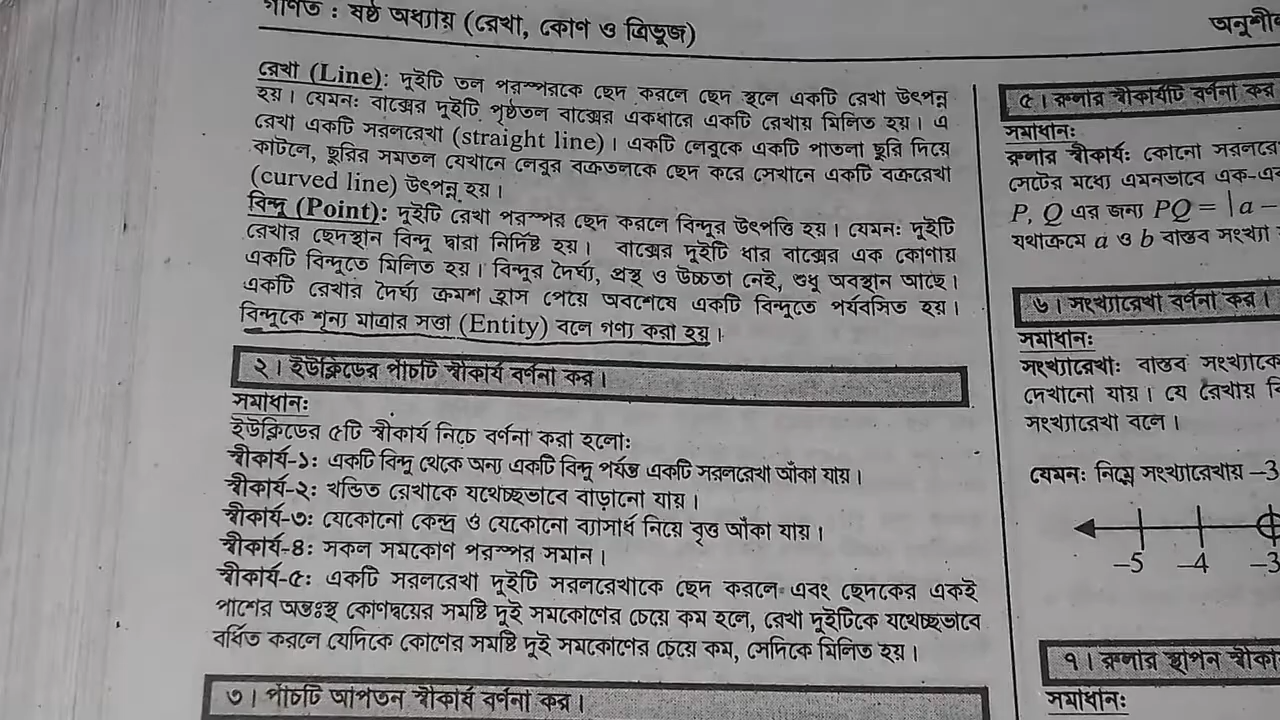 গণিত : ষষ্ঠ অধ্যায় (রেখা, কোণ ও ত্রিভূজ)
রেখা (Line): দুইটি তল পরস্পরকে ছেদ করলে ছেদ স্থলে একটি রেখা উৎপন্ন
হয়। যেমন: বাক্সের দুইটি পৃষ্ঠতল বাক্সের একধারে একটি রেখায় মিলিত হয়। এ
রেখা একটি সরলরেখা (straight line)। একটি লেবুকে একটি পাতলা ছুরি দিয়ে
কাটলে, ছুরির সমতল যেখানে লেবুর বক্রতলকে ছেদ করে সেখানে একটি বক্ররেখা
(curved line) উৎপন্ন হয়।
বিন্দু (Point): দুইটি রেখা পরস্পর ছেদ করলে বিন্দুর উৎপত্তি হয়। যেমন: দুইটি
রেখার ছেদস্থান বিন্দু দ্বারা নির্দিষ্ট হয়। বাক্সের দুইটি ধার বাক্সের এক কোণায়
একটি বিন্দুতে মিলিত হয়। বিন্দুর দৈর্ঘ্য, প্রস্থ ও উচ্চতা নেই, শুধু অবস্থান আছে।
একটি রেখার দৈর্ঘ্য ক্রমশ হ্রাস পেয়ে অবশেষে একটি বিন্দুতে পর্যবসিত হয়।
বিন্দুকে শূন্য মাত্রার সত্তা (Entity) বলে গণ্য করা হয়।
২। ইউক্লিডের পাঁচটি স্বীকার্য বর্ণনা কর।
সমাধান:
ইউক্লিডের ৫টি স্বীকার্য নিচে বর্ণনা করা হলো:
স্বীকার্য-১: একটি বিন্দু থেকে অন্য একটি বিন্দু পর্যন্ত একটি সরলরেখা আঁকা যায়।
স্বীকার্য-২: খন্ডিত রেখাকে যথেচ্ছভাবে বাড়ানো যায়।
স্বীকার্য-৩: যেকোনো কেন্দ্র ও যেকোনো ব্যাসার্ধ নিয়ে বৃত্ত আঁকা যায়।
স্বীকার্য-৪: সকল সমকোণ পরস্পর সমান।
স্বীকার্য-৫: একটি সরলরেখা দুইটি সরলরেখাকে ছেদ করলে এবং ছেদকের একই
পাশের অন্তঃস্থ কোণদ্বয়ের সমষ্টি দুই সমকোণের চেয়ে কম হলে, রেখা দুইটিকে যথেচ্ছভাবে
বর্ধিত করলে যেদিকে কোণের সমষ্টি দুই সমকোণের চেয়ে কম, সেদিকে মিলিত হয়।
৩। পাঁচটি আপতন স্বীকার্য বর্ণনা কর।
৫। রুলার স্বীকার্যটি বর্ণনা কর
সমাধান:
রুলার স্বীকার্য: কোনো
সেটের মধ্যে এমনভাবে
P, Q এর জন্য PQ = |a –
যথাক্রমে a ও b বাস্তব সংখ্যা
৬। সংখ্যারেখা বর্ণনা কর।
সমাধান:
সংখ্যারেখা: বাস্তব
দেখানো যায়। যে রেখায়
সংখ্যারেখা বলে।
যেমন: নিম্নে সংখ্যারেখায় –3
–5 –4 –3
৭। রুলার স্থাপন
সমাধান: